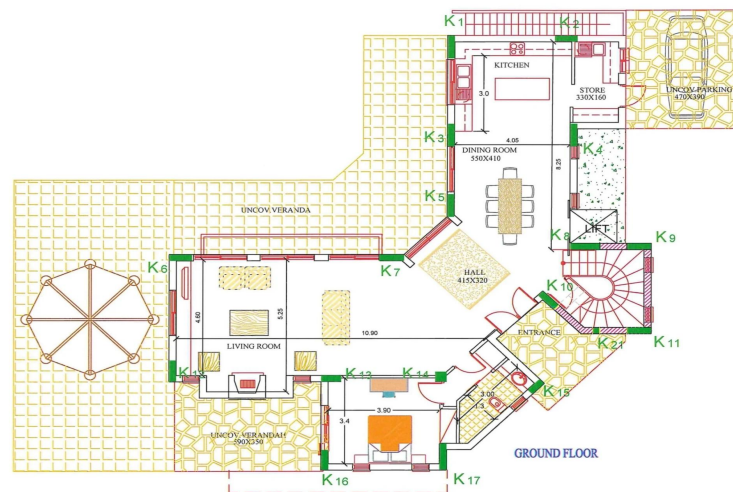 K1
K2
KITCHEN
3.0
STORE
330X160
UNCOV.PARKING
470X390
K3
4.05
K4
DINING ROOM
550X410
8.25
K5
UNCOV. VERANDA
LIFT
K8
K9
K6
K7
HALL
415X320
4.60
5.25
K10
10.90
LIVING ROOM
ENTRANCE
K21
K11
K13
K14
K15
3.00
1.3
3.90
3.4
UNCOV. VERANDAH
590X350
GROUND FLOOR
K16
K17